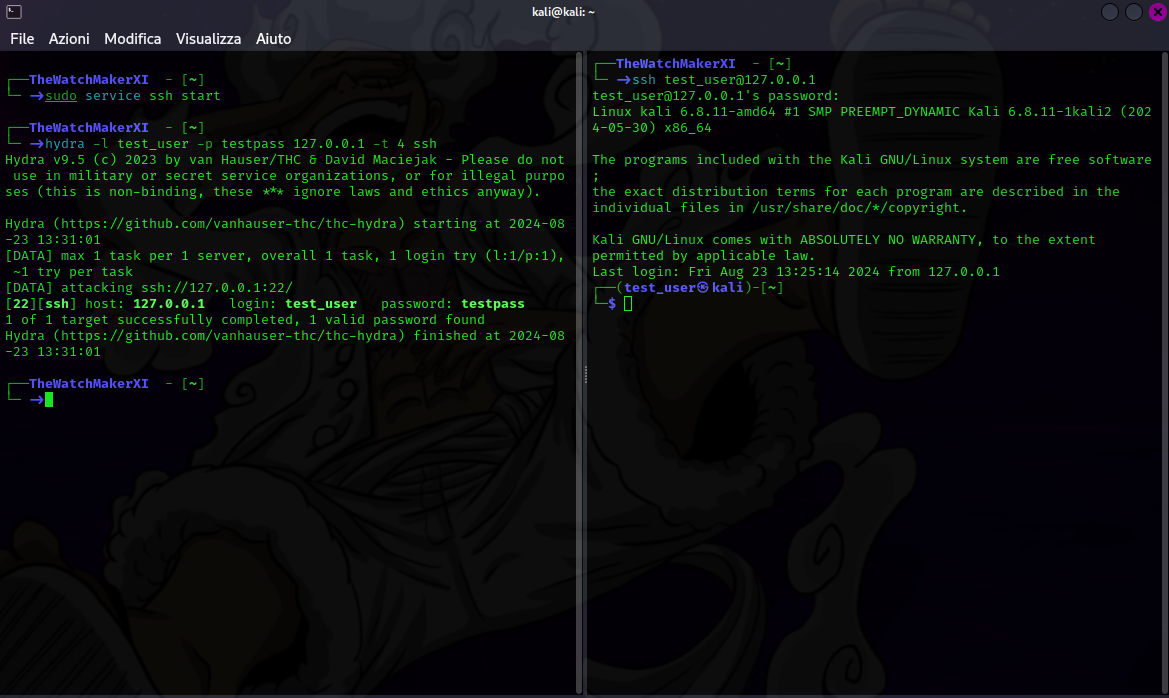 kali@kali: ~
File Azioni Modifica Visualizza Aiuto
┌──TheWatchMakerXI - [~]
└─ →sudo service ssh start
┌──TheWatchMakerXI - [~]
└─ →hydra -l test_user -p testpass 127.0.0.1 -t 4 ssh
Hydra v9.5 (c) 2023 by van Hauser/THC & David Maciejak - Please do not
use in military or secret service organizations, or for illegal purpo
ses (this is non-binding, these *** ignore laws and ethics anyway).
Hydra (https://github.com/vanhauser-thc/thc-hydra) starting at 2024-08
-23 13:31:01
[DATA] max 1 task per 1 server, overall 1 task, 1 login try (l:1/p:1),
~1 try per task
[DATA] attacking ssh://127.0.0.1:22/
[22][ssh] host: 127.0.0.1 login: test_user password: testpass
1 of 1 target successfully completed, 1 valid password found
Hydra (https://github.com/vanhauser-thc/thc-hydra) finished at 2024-08
-23 13:31:01
┌──TheWatchMakerXI - [~]
└─ →
┌──TheWatchMakerXI - [~]
└─ →ssh test_user@127.0.0.1
test_user@127.0.0.1's password:
Linux kali 6.8.11-amd64 #1 SMP PREEMPT_DYNAMIC Kali 6.8.11-1kali2 (202
4-05-30) x86_64
The programs included with the Kali GNU/Linux system are free software
;
the exact distribution terms for each program are described in the
individual files in /usr/share/doc/*/copyright.
Kali GNU/Linux comes with ABSOLUTELY NO WARRANTY, to the extent
permitted by applicable law.
Last login: Fri Aug 23 13:25:14 2024 from 127.0.0.1
┌──(test_user㉿kali)-[~]
└─$